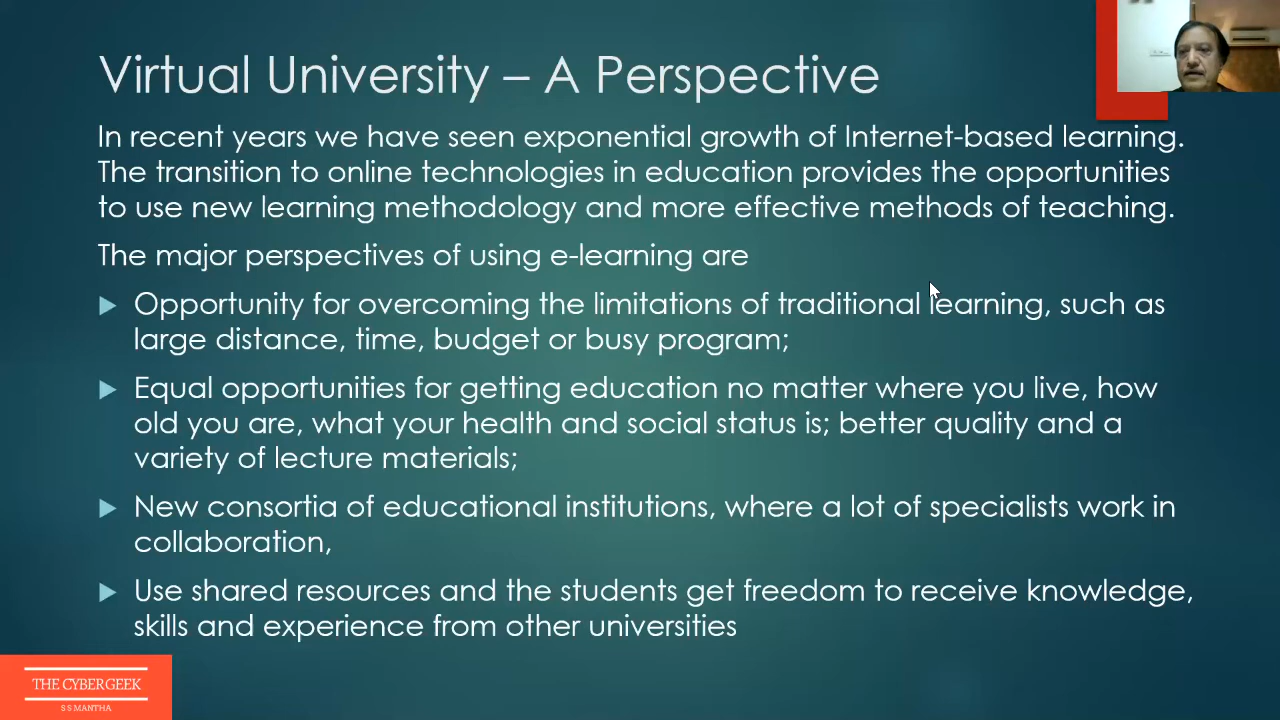 Virtual University – A Perspective
In recent years we have seen exponential growth of Internet-based learning.
The transition to online technologies in education provides the opportunities
to use new learning methodology and more effective methods of teaching.
The major perspectives of using e-learning are
Opportunity for overcoming the limitations of traditional learning, such as
large distance, time, budget or busy program;
Equal opportunities for getting education no matter where you live, how
old you are, what your health and social status is; better quality and a
variety of lecture materials;
New consortia of educational institutions, where a lot of specialists work in
collaboration,
Use shared resources and the students get freedom to receive knowledge,
skills and experience from other universities
THE CYBERGEEK
S S MANTHA